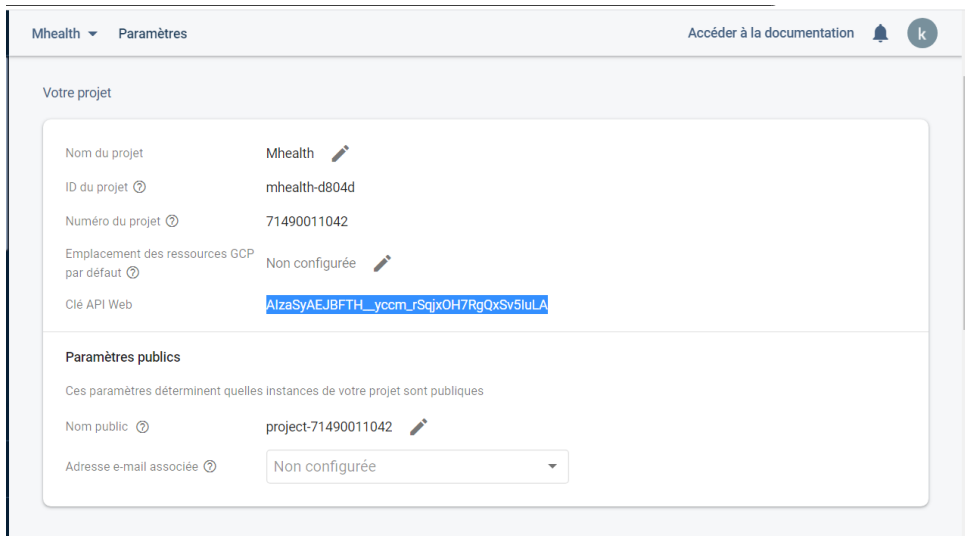 Mhealth Paramètres Accéder à la documentation k
Votre projet
Nom du projet Mhealth
ID du projet ? mhealth-d804d
Numéro du projet ? 71490011042
Emplacement des ressources GCP
par défaut ? Non configurée
Clé API Web AIzaSyAEJBFTH__yccm_rSqjxOH7RgQxSv5IuLA
Paramètres publics
Ces paramètres déterminent quelles instances de votre projet sont publiques
Nom public ? project-71490011042
Adresse e-mail associée ? Non configurée